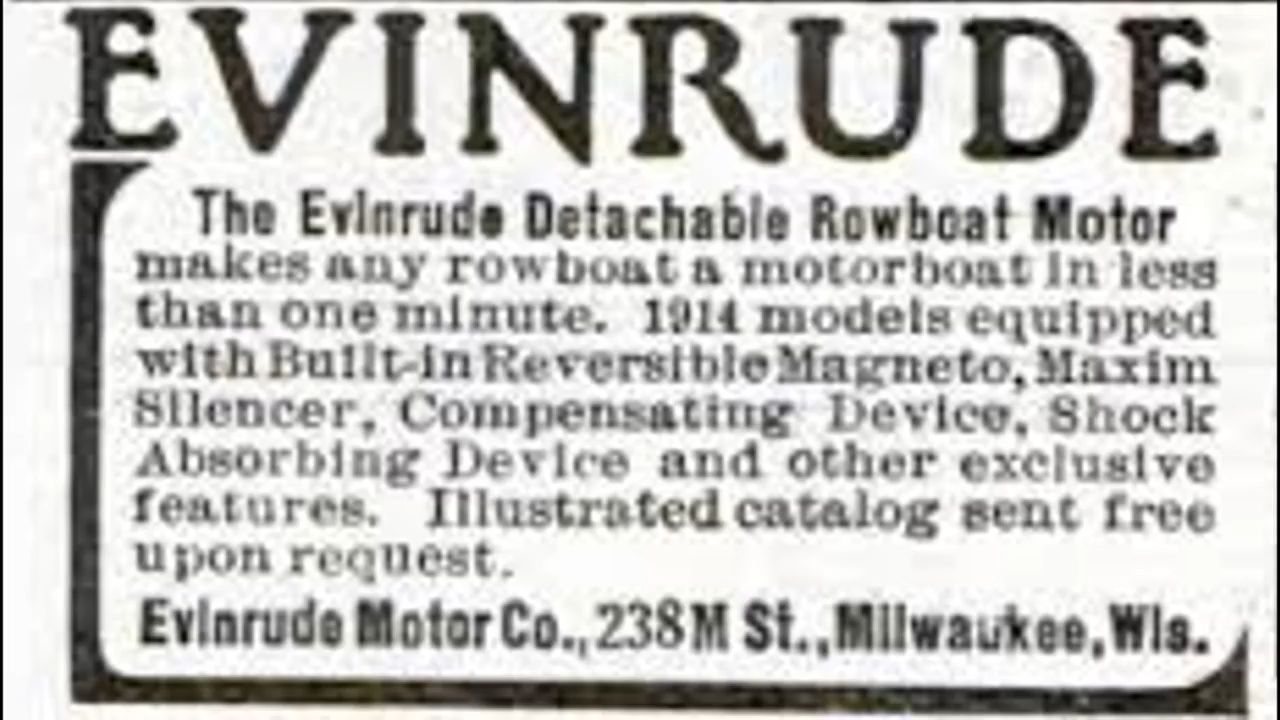 EVINRUDE
The Evinrude Detachable Rowboat Motor
makes any rowboat a motorboat in less
than one minute. 1914 models equipped
with Built-in Reversible Magneto, Maxim
Silencer, Compensating Device, Shock
Absorbing Device and other exclusive
features. Illustrated catalog sent free
upon request.
Evinrude Motor Co., 238 M St., Milwaukee, Wis.